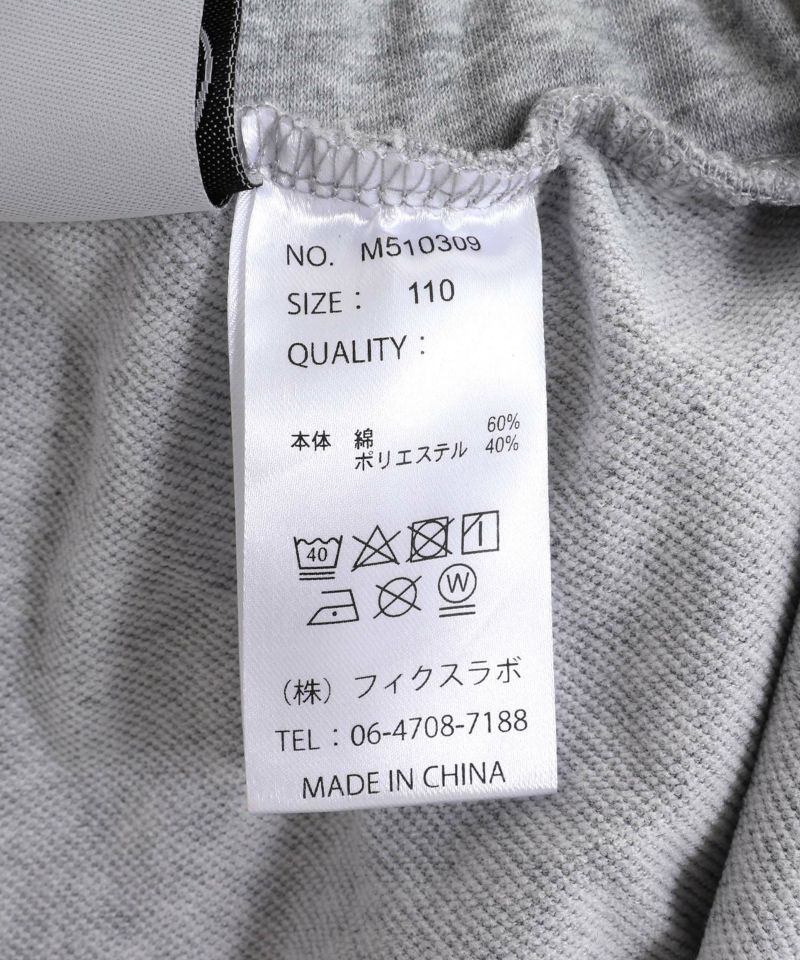 NO. M510309
SIZE： 110
QUALITY：
本体 綿 60%
ポリエステル 40%
40
W
（株）フィクスラボ
TEL：06-4708-7188
MADE IN CHINA